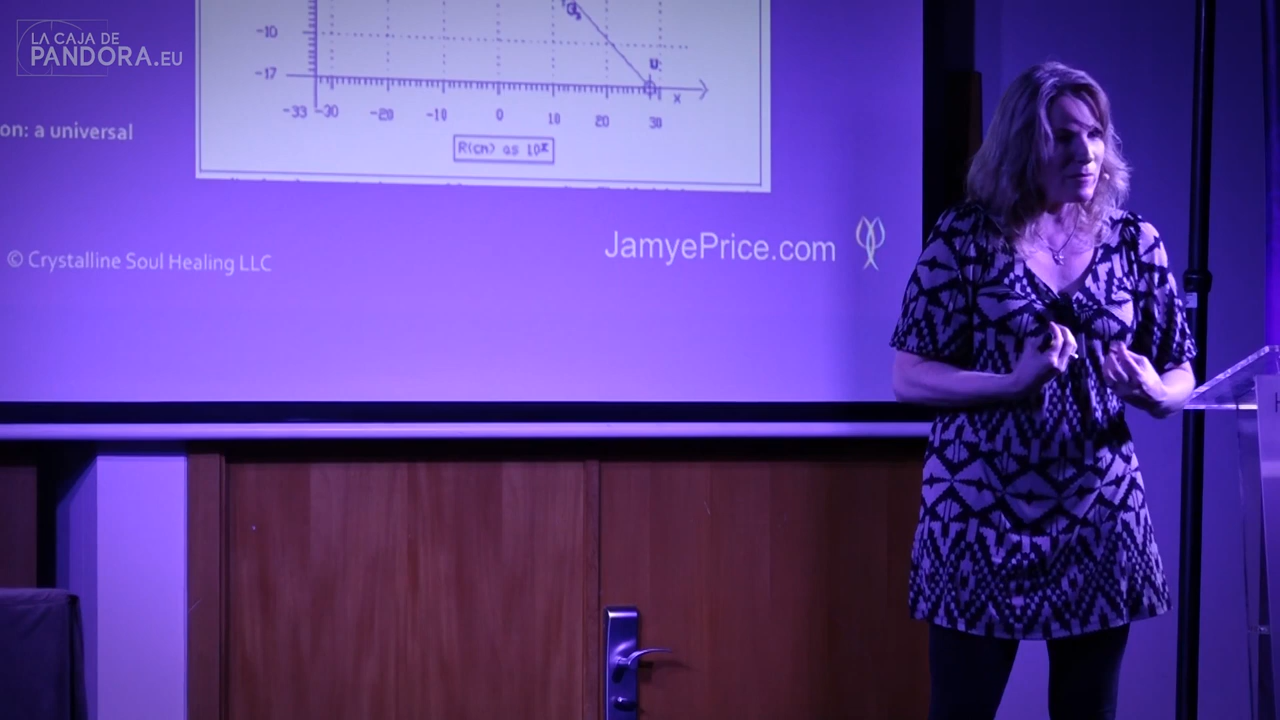 LA CAJA DE
PANDORA.EU
-10
u
-17
x
-33 -30 -20 -10 0 10 20 30
on: a universal
R(cm) as 10ˣ
© Crystalline Soul Healing LLC
JamyePrice.com